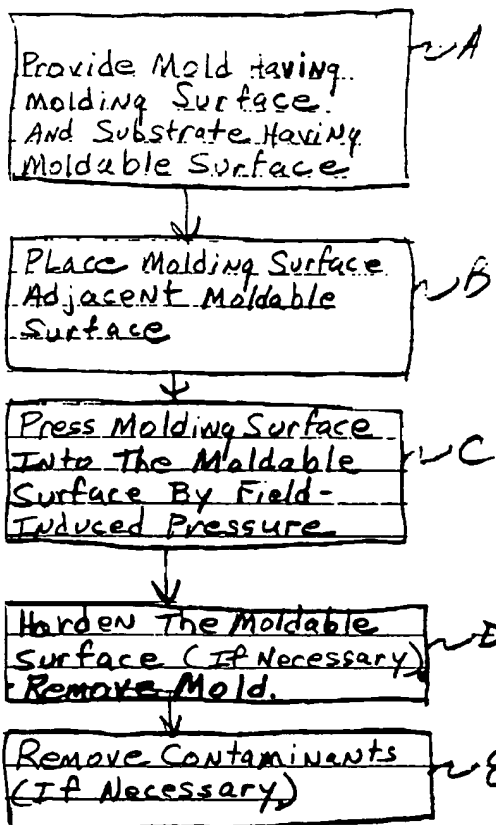 Provide Mold Having
Molding Surface
And Substrate Having
Moldable Surface
A
Place Molding Surface
Adjacent Moldable
Surface
B
Press Molding Surface
Into The Moldable
Surface By Field-
Induced Pressure
C
Harden The Moldable
Surface (If Necessary)
Remove Mold.
D
Remove Contaminants
(If Necessary)
E